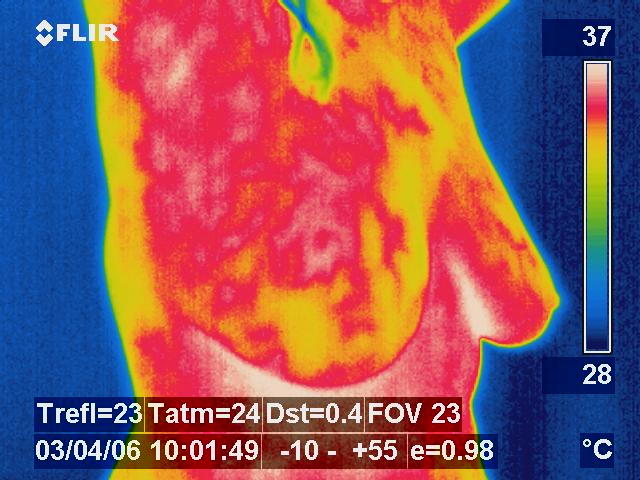 FLIR
37
28
Trefl=23 Tatm=24 Dst=0.4 FOV 23
03/04/06 10:01:49 -10 - +55 e=0.98
°C